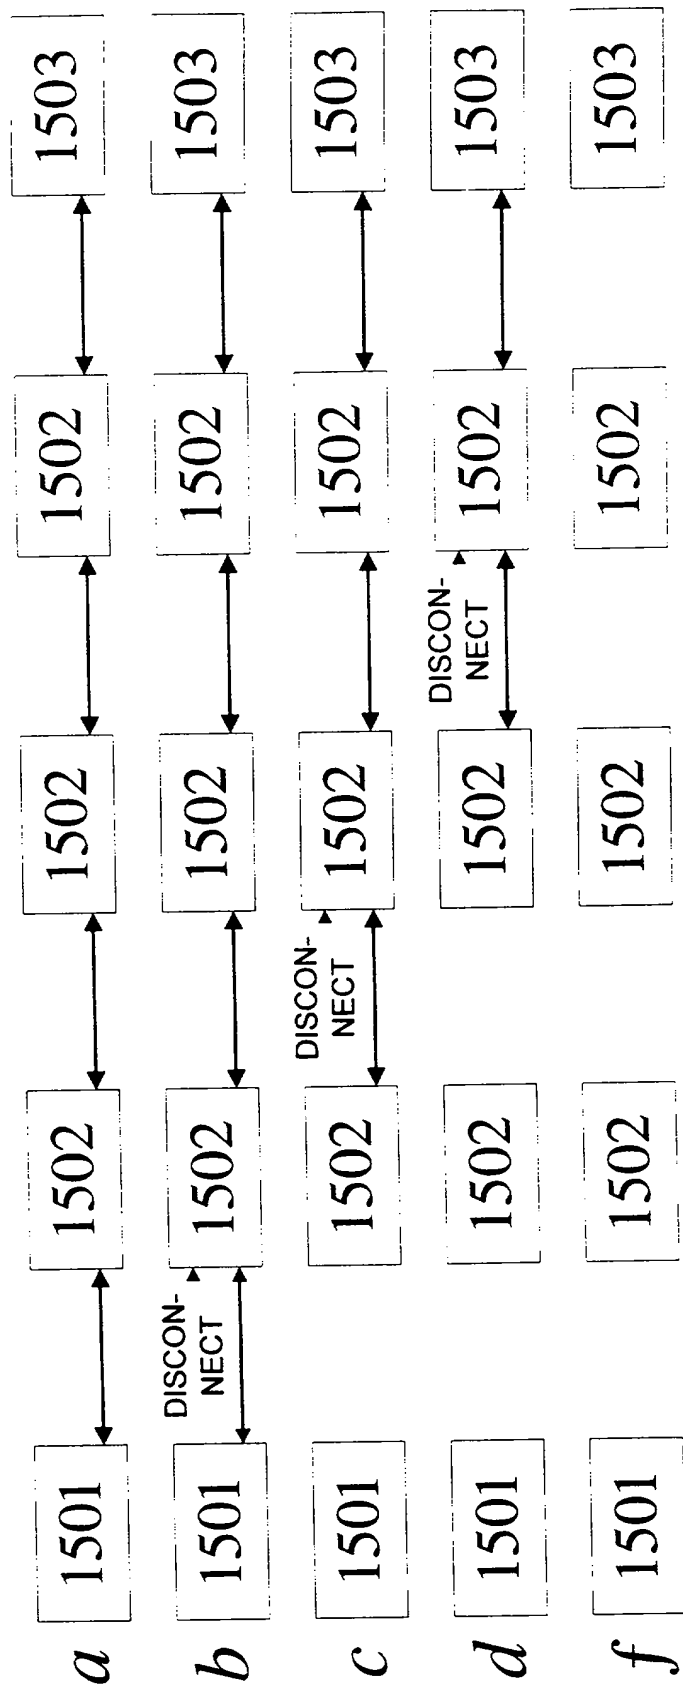 a 1501 1502 1502 1502 1503
b 1501 DISCON-
NECT 1502 1502 1502 1503
c 1501 1502 DISCON-
NECT 1502 1502 1503
d 1501 1502 1502 DISCON-
NECT 1502 1503
f 1501 1502 1502 1502 1503